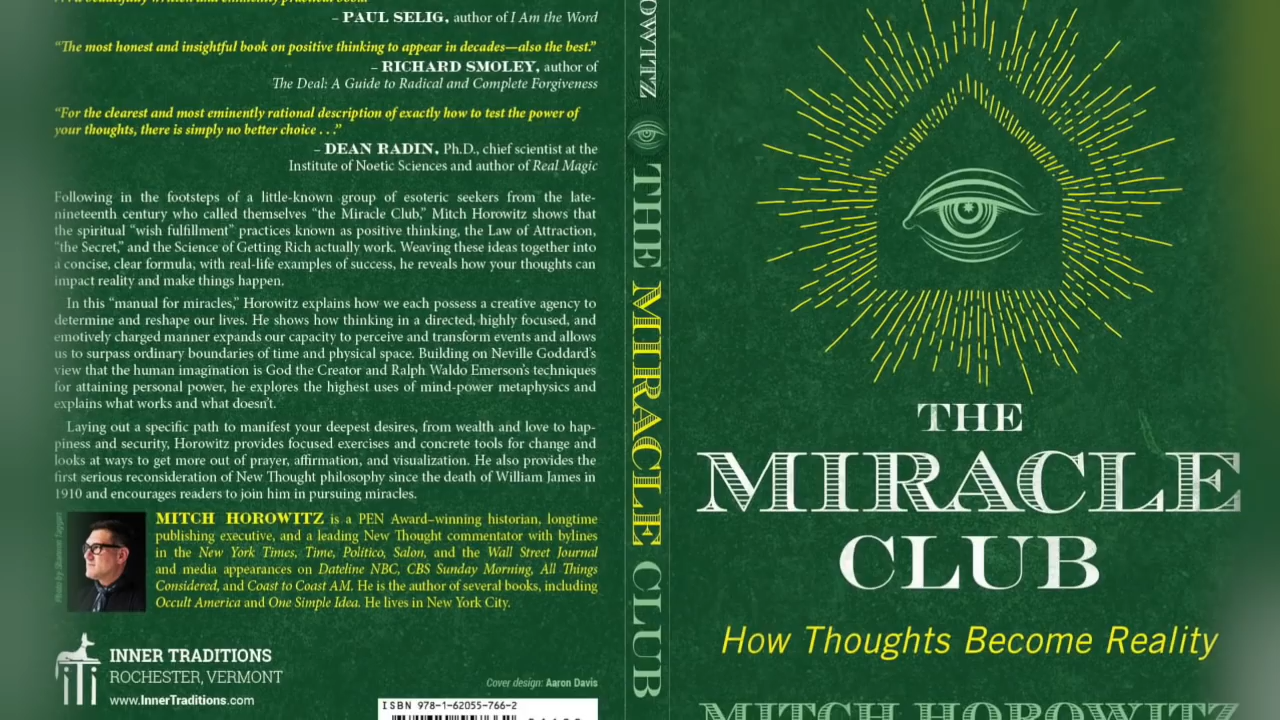 – PAUL SELIG, author of I Am the Word
“The most honest and insightful book on positive thinking to appear in decades—also the best.”
– RICHARD SMOLEY, author of
The Deal: A Guide to Radical and Complete Forgiveness
“For the clearest and most eminently rational description of exactly how to test the power of
your thoughts, there is simply no better choice . . .”
– DEAN RADIN, Ph.D., chief scientist at the
Institute of Noetic Sciences and author of Real Magic
Following in the footsteps of a little-known group of esoteric seekers from the late-
nineteenth century who called themselves “the Miracle Club,” Mitch Horowitz shows that
the spiritual “wish fulfillment” practices known as positive thinking, the Law of Attraction,
“the Secret,” and the Science of Getting Rich actually work. Weaving these ideas together into
a concise, clear formula, with real-life examples of success, he reveals how your thoughts can
impact reality and make things happen.
In this “manual for miracles,” Horowitz explains how we each possess a creative agency to
determine and reshape our lives. He shows how thinking in a directed, highly focused, and
emotively charged manner expands our capacity to perceive and transform events and allows
us to surpass ordinary boundaries of time and physical space. Building on Neville Goddard’s
view that the human imagination is God the Creator and Ralph Waldo Emerson’s techniques
for attaining personal power, he explores the highest uses of mind-power metaphysics and
explains what works and what doesn’t.
Laying out a specific path to manifest your deepest desires, from wealth and love to hap-
piness and security, Horowitz provides focused exercises and concrete tools for change and
looks at ways to get more out of prayer, affirmation, and visualization. He also provides the
first serious reconsideration of New Thought philosophy since the death of William James in
1910 and encourages readers to join him in pursuing miracles.
MITCH HOROWITZ is a PEN Award–winning historian, longtime
publishing executive, and a leading New Thought commentator with bylines
in the New York Times, Time, Politico, Salon, and the Wall Street Journal
and media appearances on Dateline NBC, CBS Sunday Morning, All Things
Considered, and Coast to Coast AM. He is the author of several books, including
Occult America and One Simple Idea. He lives in New York City.
INNER TRADITIONS
ROCHESTER, VERMONT
www.InnerTraditions.com
Cover design: Aaron Davis
ISBN 978-1-62055-766-2
OWITZ
THE MIRACLE CLUB
THE
MIRACLE
CLUB
How Thoughts Become Reality
MITCH HOROWITZ